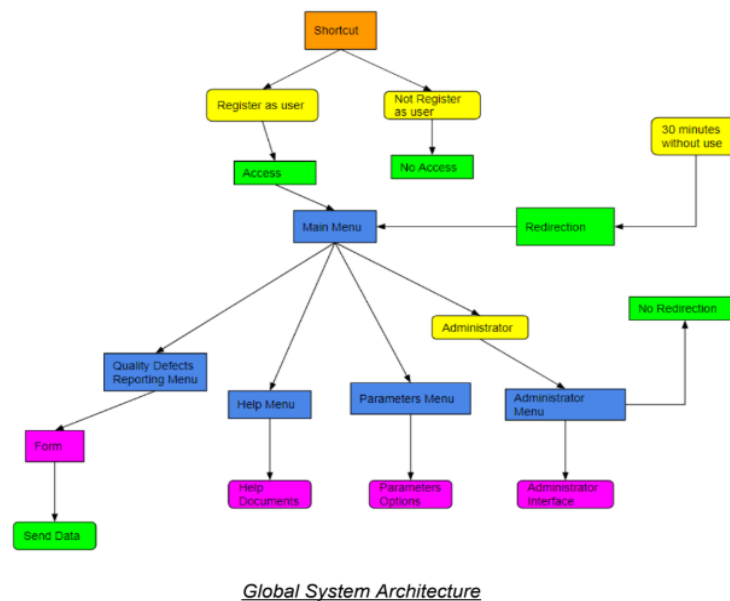 Shortcut
Register as user
Not Register
as user
30 minutes
without use
Access
No Access
Main Menu
Redirection
No Redirection
Administrator
Quality Defects
Reporting Menu
Help Menu
Parameters Menu
Administrator
Menu
Form
Help
Documents
Parameters
Options
Administrator
Interface
Send Data
Global System Architecture